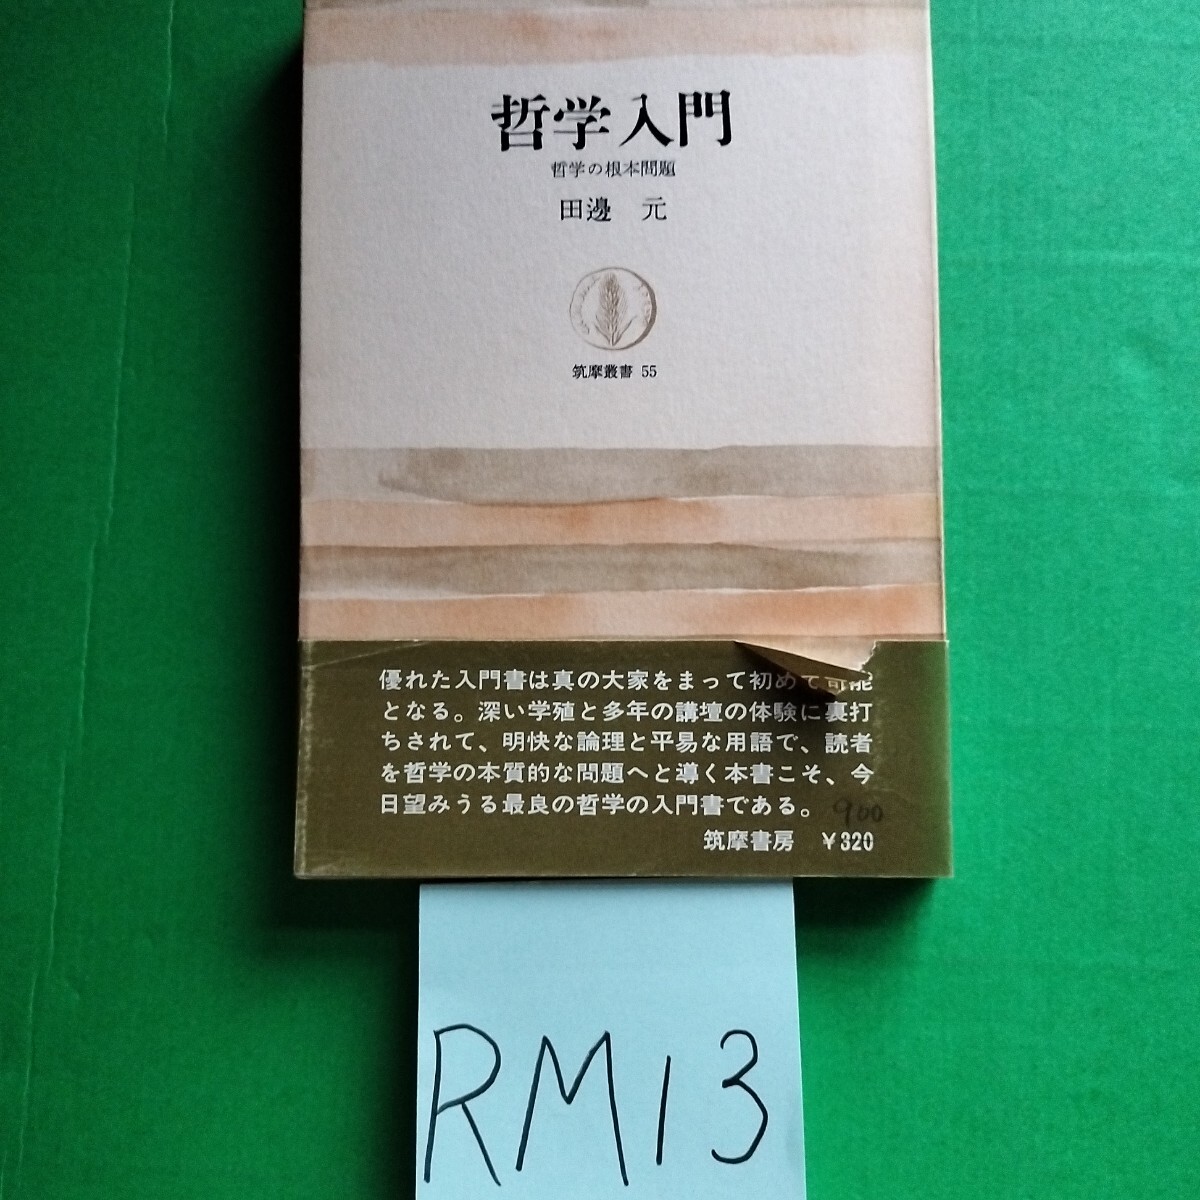 哲学入門
哲学の根本問題
田邊 元
筑摩叢書 55
優れた入門書は真の大家をまって初めて可能
となる。深い学殖と多年の講壇の体験に裏打
ちされて、明快な論理と平易な用語で、読者
を哲学の本質的な問題へと導く本書こそ、今
日望みうる最良の哲学の入門書である。
900
筑摩書房 ¥320
RM13